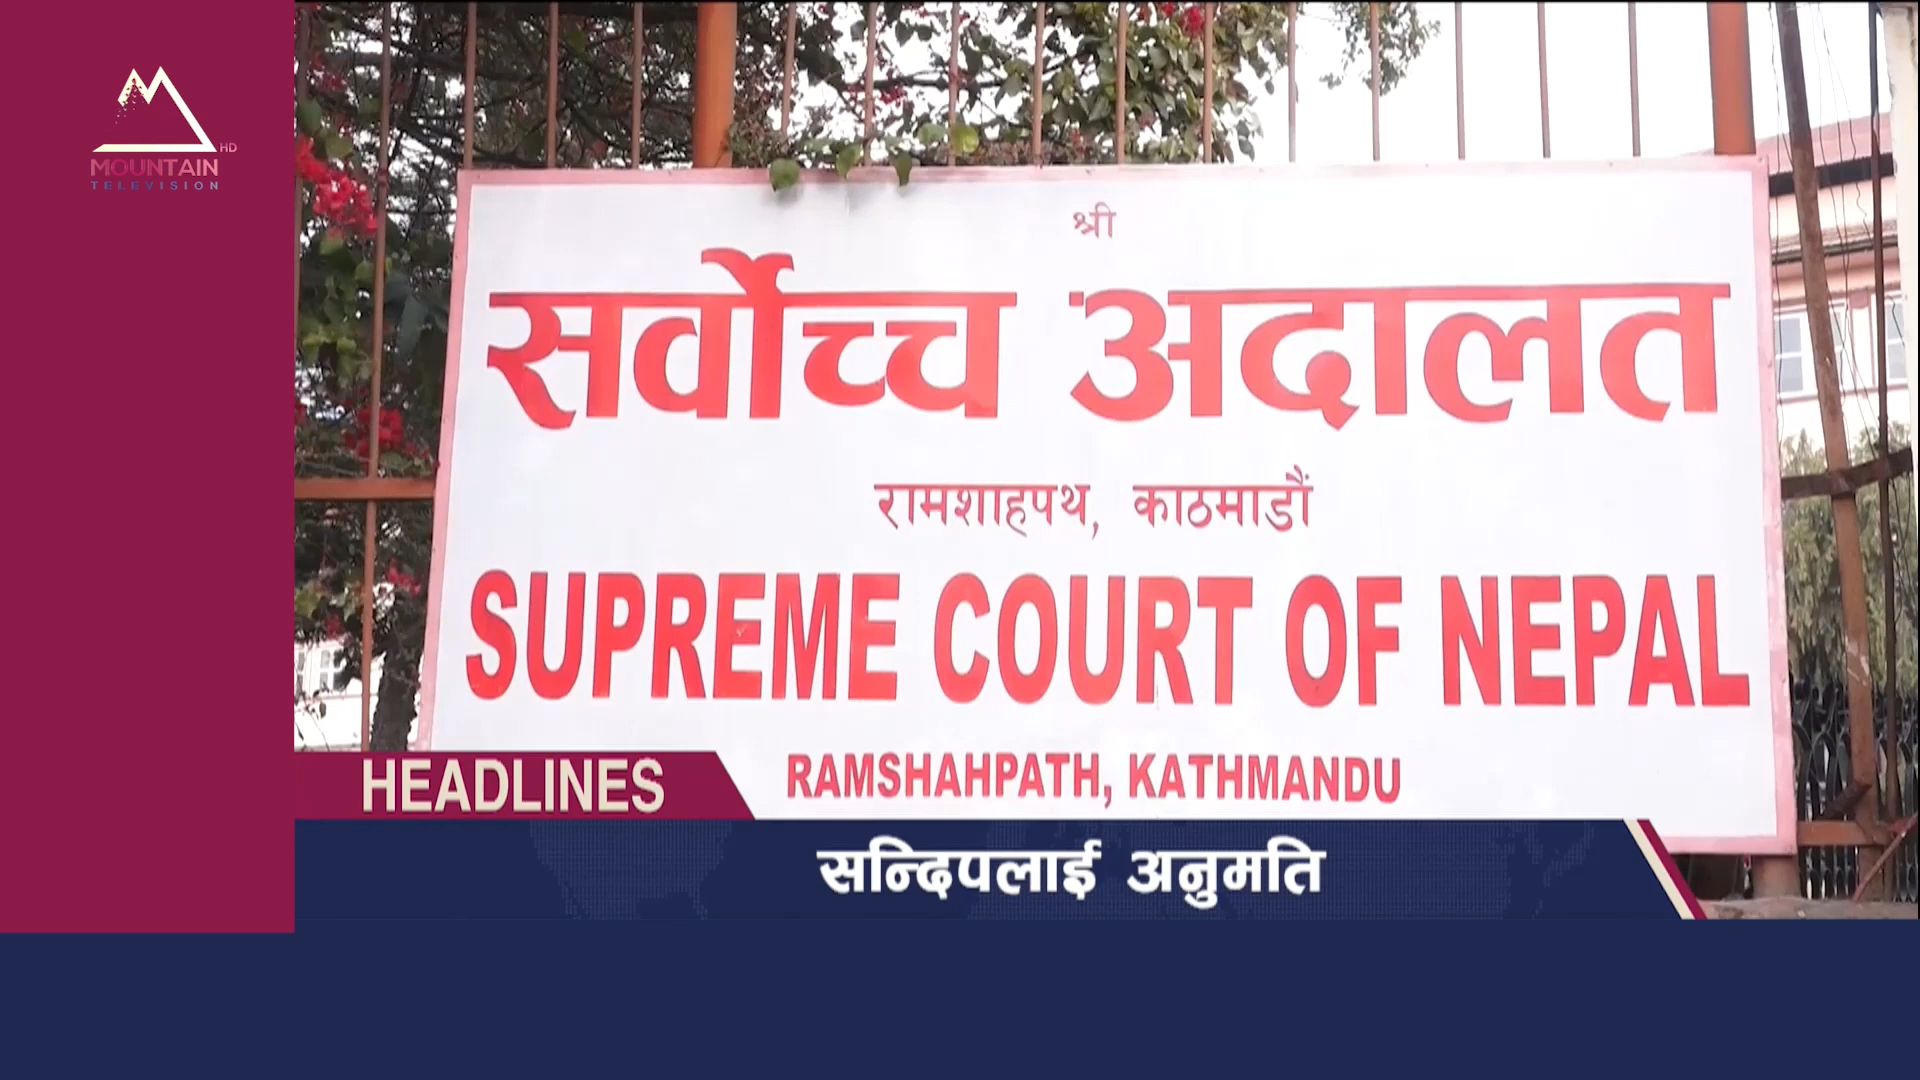 MOUNTAIN HD
TELEVISION
श्री
सर्वोच्च अदालत
रामशाहपथ, काठमाडौं
SUPREME COURT OF NEPAL
RAMSHAHPATH, KATHMANDU
HEADLINES
सन्दिपलाई अनुमति